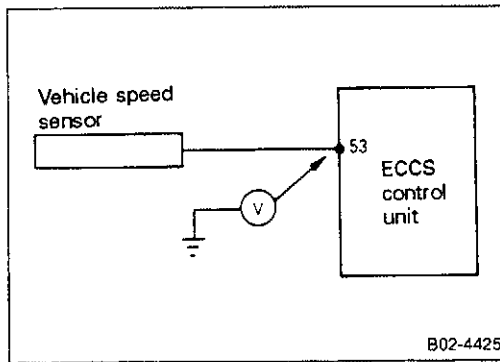 Vehicle speed
sensor
53
V
ECCS
control
unit
B02-4425